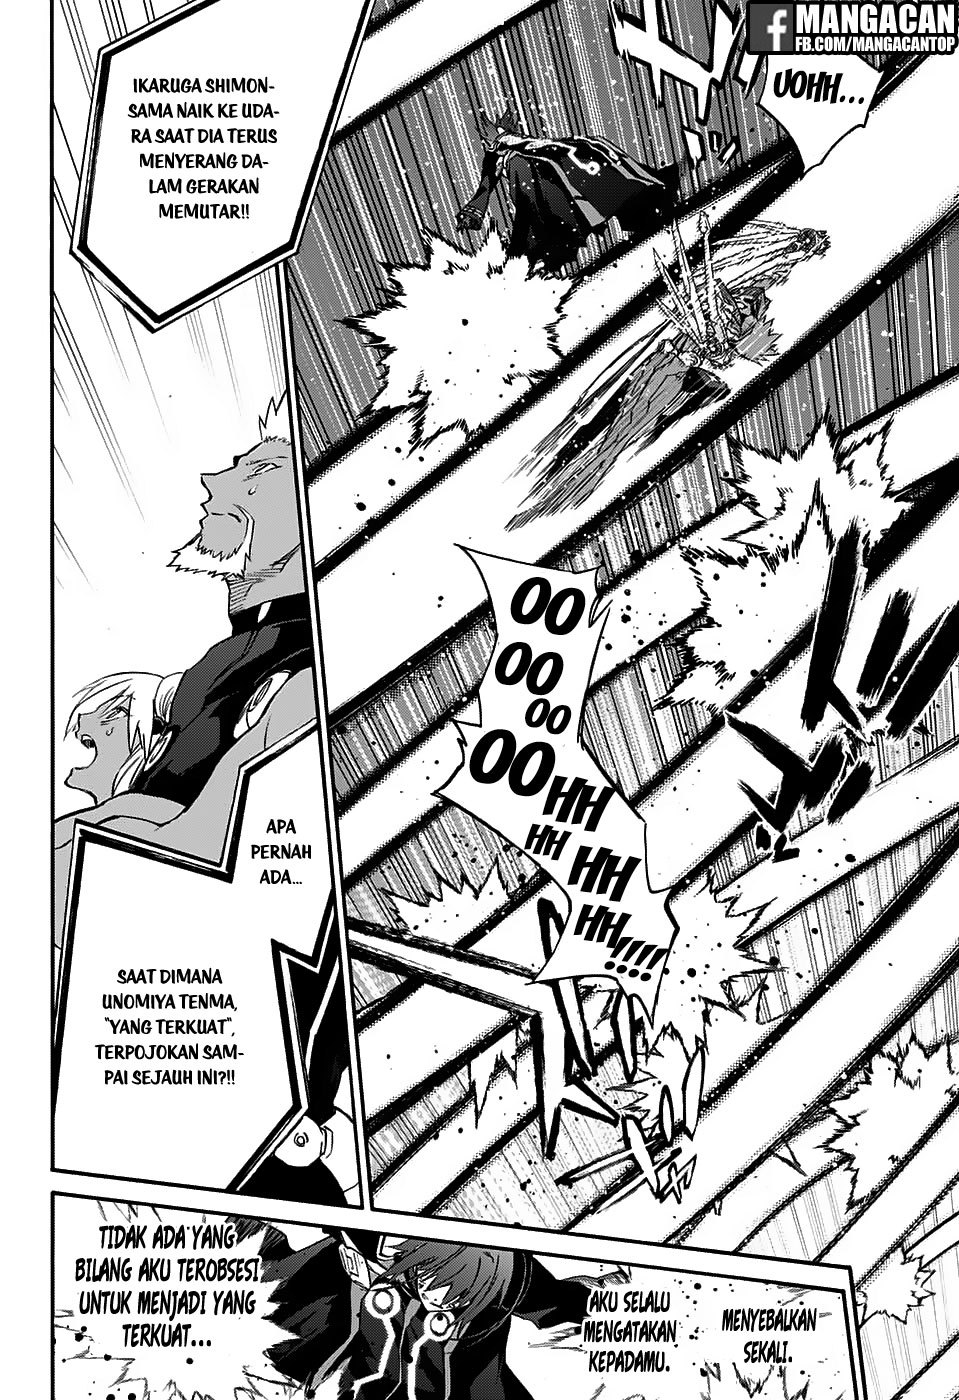 MANGACAN
FB.COM/MANGACANTOP
UOHH...
IKARUGA SHIMON-
SAMA NAIK KE UDA-
RA SAAT DIA TERUS
MENYERANG DA-
LAM GERAKAN
MEMUTAR!!
OO
OO
OO
OOHH
HH HH
HH!!!!
APA
PERNAH
ADA...
SAAT DIMANA
UNOMIYA TENMA,
"YANG TERKUAT",
TERPOJOKAN SAM-
PAI SEJAUH INI?!!
MENYEBALKAN
SEKALI.
AKU SELALU
MENGATAKAN
KEPADAMU.
TIDAK ADA YANG
BILANG AKU TEROBSESI
UNTUK MENJADI YANG
TERKUAT...